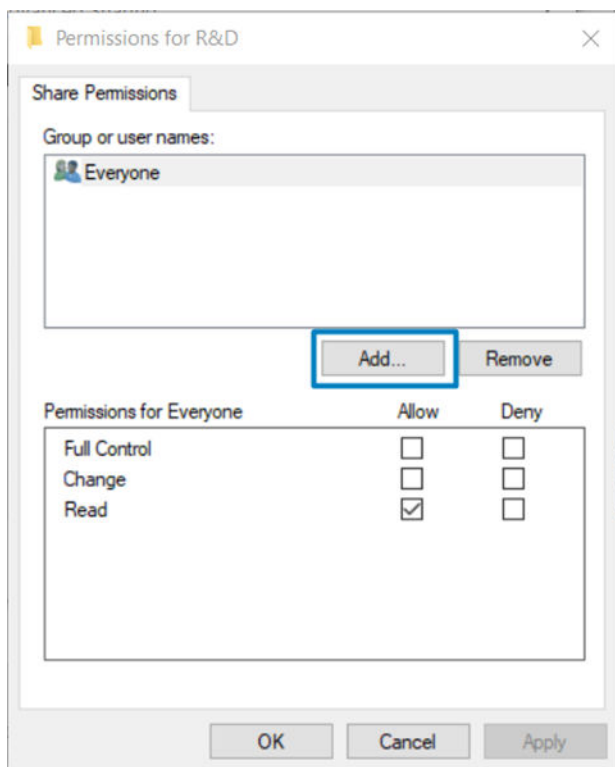 Permissions for R&D
Share Permissions
Group or user names:
Everyone
Add... Remove
Permissions for Everyone Allow Deny
Full Control
Change
Read
OK Cancel Apply